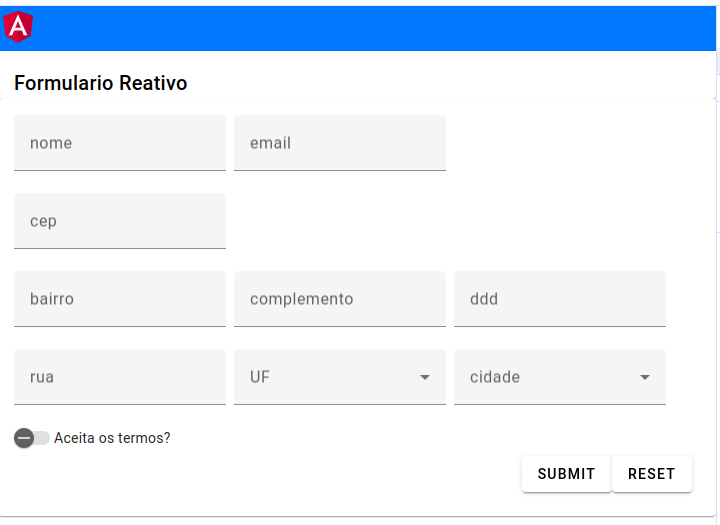 A
Formulario Reativo
nome email
cep
bairro complemento ddd
rua UF cidade
Aceita os termos?
SUBMIT RESET